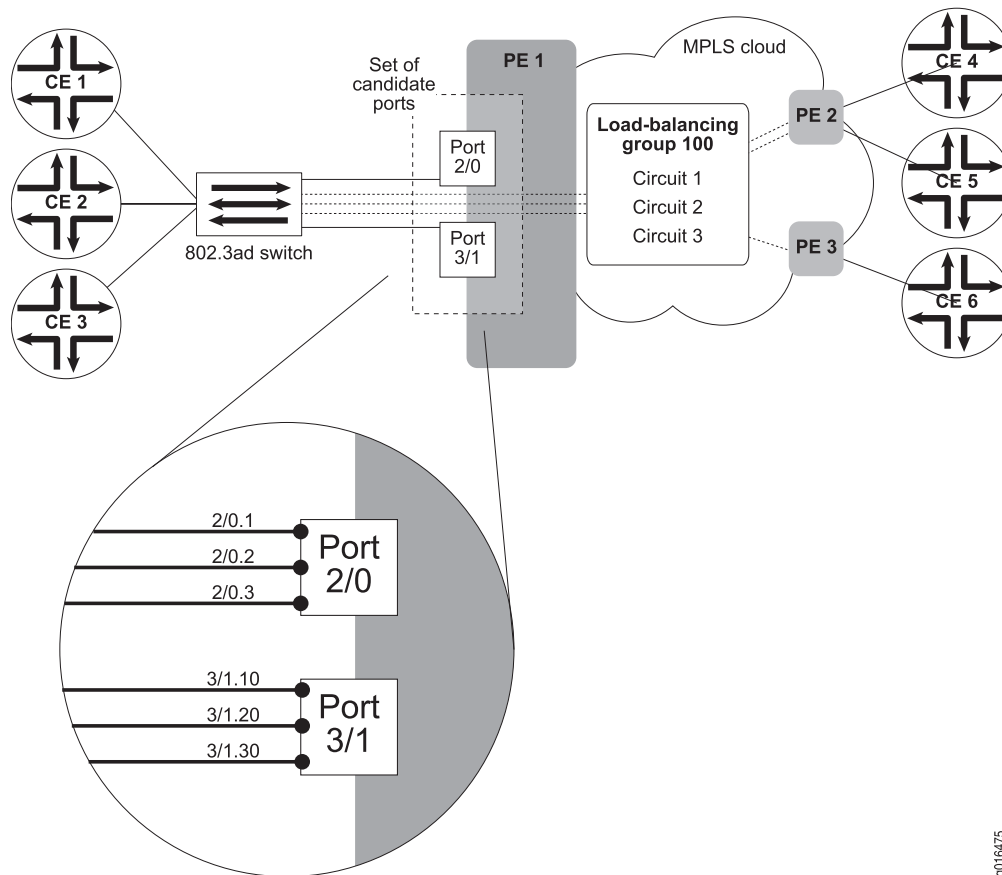 CE 1
CE 2
CE 3
802.3ad switch
Set of
candidate
ports
Port
2/0
Port
3/1
PE 1
MPLS cloud
Load-balancing
group 100
Circuit 1
Circuit 2
Circuit 3
PE 2
PE 3
CE 4
CE 5
CE 6
2/0.1
2/0.2
2/0.3
Port
2/0
3/1.10
3/1.20
3/1.30
Port
3/1
g016475